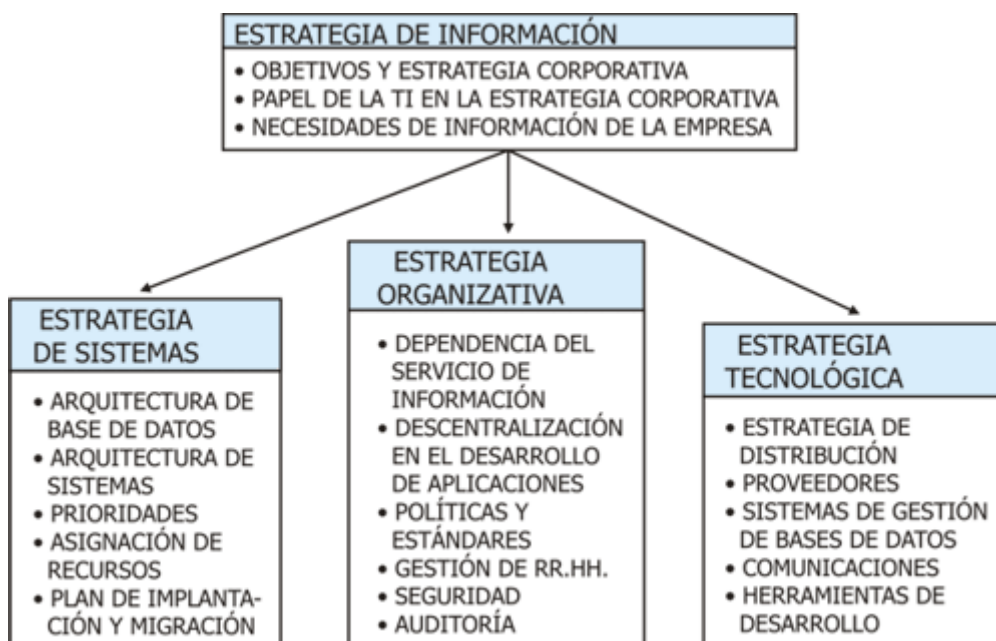 ESTRATEGIA DE INFORMACIÓN
• OBJETIVOS Y ESTRATEGIA CORPORATIVA
• PAPEL DE LA TI EN LA ESTRATEGIA CORPORATIVA
• NECESIDADES DE INFORMACIÓN DE LA EMPRESA
ESTRATEGIA
DE SISTEMAS
• ARQUITECTURA DE
BASE DE DATOS
• ARQUITECTURA DE
SISTEMAS
• PRIORIDADES
• ASIGNACIÓN DE
RECURSOS
• PLAN DE IMPLANTA-
CIÓN Y MIGRACIÓN
ESTRATEGIA
ORGANIZATIVA
• DEPENDENCIA DEL
SERVICIO DE
INFORMACIÓN
• DESCENTRALIZACIÓN
EN EL DESARROLLO
DE APLICACIONES
• POLÍTICAS Y
ESTÁNDARES
• GESTIÓN DE RR.HH.
• SEGURIDAD
• AUDITORÍA
ESTRATEGIA
TECNOLÓGICA
• ESTRATEGIA DE
DISTRIBUCIÓN
• PROVEEDORES
• SISTEMAS DE GESTIÓN
DE BASES DE DATOS
• COMUNICACIONES
• HERRAMIENTAS DE
DESARROLLO